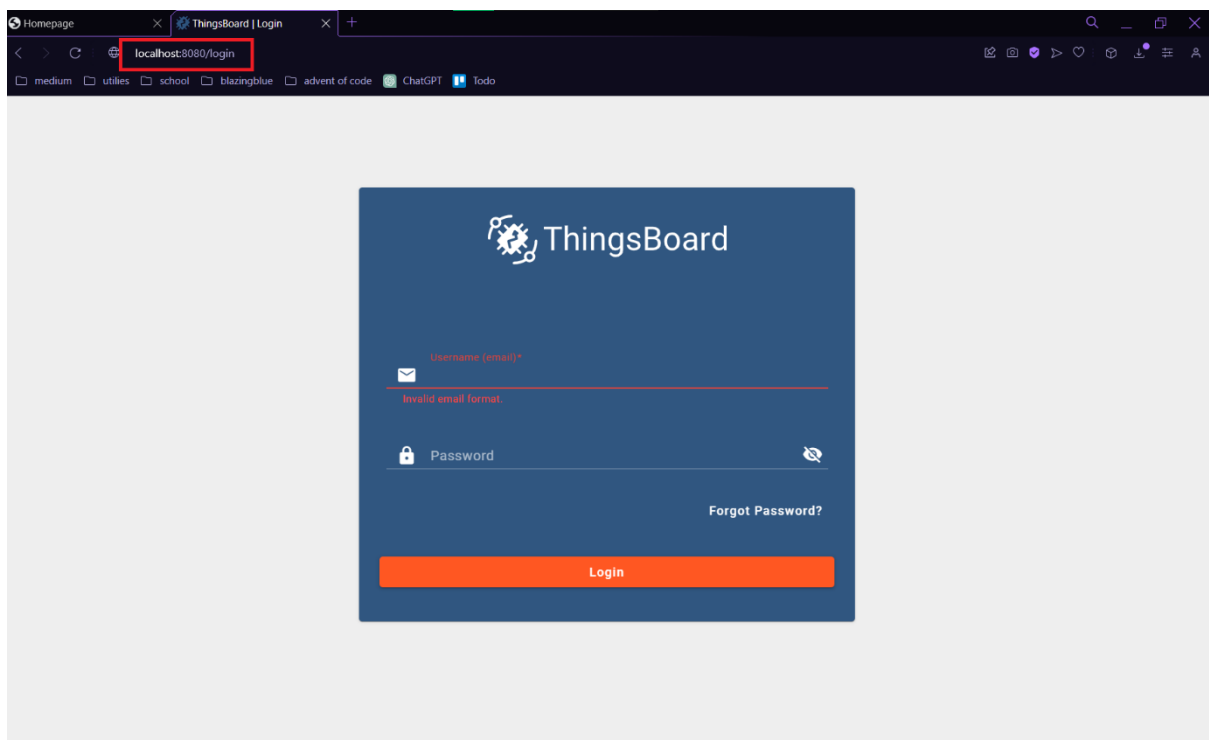 Homepage
ThingsBoard | Login
localhost:8080/login
medium utilies school blazingblue advent of code ChatGPT Todo
ThingsBoard
Username (email)*
Invalid email format.
Password
Forgot Password?
Login